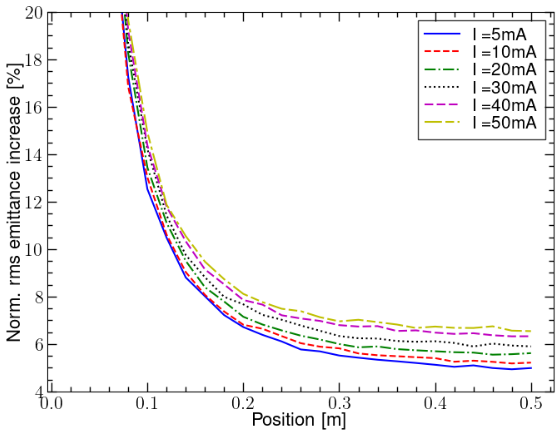 20
18
16
14
12
10
8
6
4
Norm. rms emittance increase [%]
I =5mA
I =10mA
I =20mA
I =30mA
I =40mA
I =50mA
0.0 0.1 0.2 0.3 0.4 0.5
Position [m]